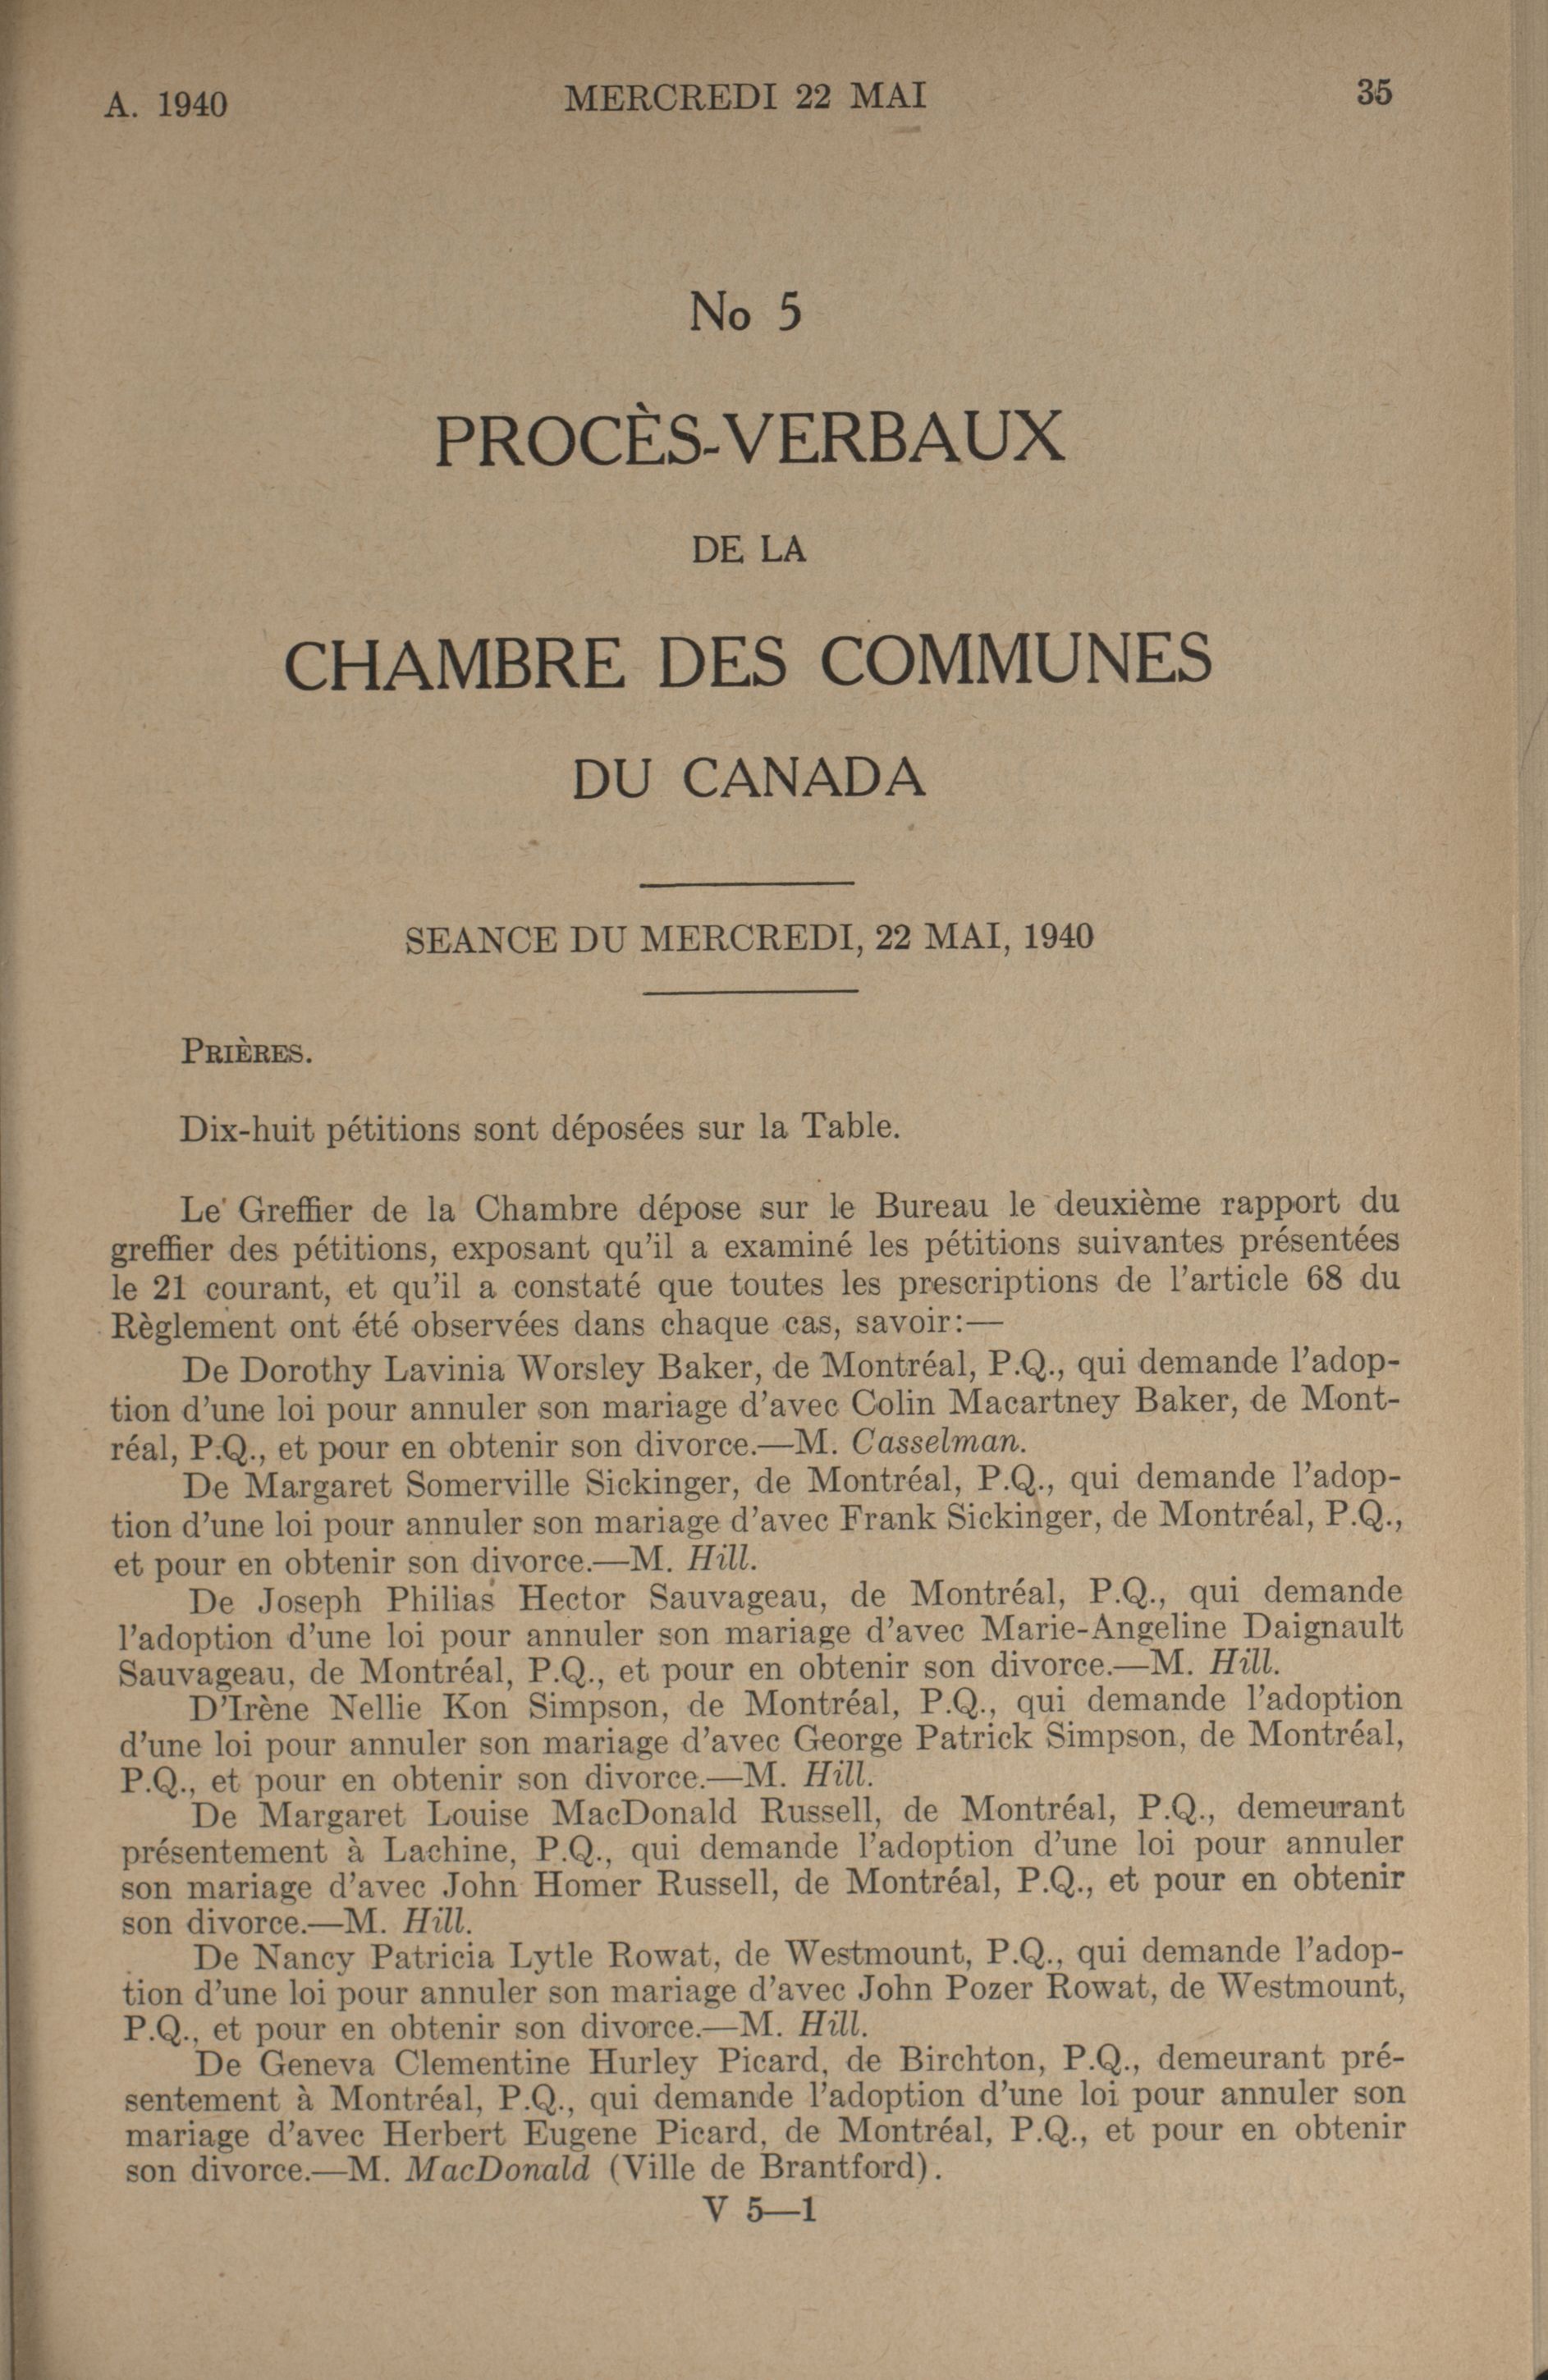 A. 1940 MERCREDI 22 MAI 35
No 5
PROCÈS-VERBAUX
DE LA
CHAMBRE DES COMMUNES
DU CANADA
SEANCE DU MERCREDI, 22 MAI, 1940
PRIÈRES.
Dix-huit pétitions sont déposées sur la Table.
Le Greffier de la Chambre dépose sur le Bureau le deuxième rapport du
greffier des pétitions, exposant qu'il a examiné les pétitions suivantes présentées
le 21 courant, et qu'il a constaté que toutes les prescriptions de l'article 68 du
Règlement ont été observées dans chaque cas, savoir:—
De Dorothy Lavinia Worsley Baker, de Montréal, P.Q., qui demande l'adop-
tion d'une loi pour annuler son mariage d'avec Colin Macartney Baker, de Mont-
réal, P.Q., et pour en obtenir son divorce.—M. Casselman.
De Margaret Somerville Sickinger, de Montréal, P.Q., qui demande l'adop-
tion d'une loi pour annuler son mariage d'avec Frank Sickinger, de Montréal, P.Q.,
et pour en obtenir son divorce.—M. Hill.
De Joseph Philias Hector Sauvageau, de Montréal, P.Q., qui demande
l'adoption d'une loi pour annuler son mariage d'avec Marie-Angeline Daignault
Sauvageau, de Montréal, P.Q., et pour en obtenir son divorce.—M. Hill.
D'Irène Nellie Kon Simpson, de Montréal, P.Q., qui demande l'adoption
d'une loi pour annuler son mariage d'avec George Patrick Simpson, de Montréal,
P.Q., et pour en obtenir son divorce.—M. Hill.
De Margaret Louise MacDonald Russell, de Montréal, P.Q., demeurant
présentement à Lachine, P.Q., qui demande l'adoption d'une loi pour annuler
son mariage d'avec John Homer Russell, de Montréal, P.Q., et pour en obtenir
son divorce.—M. Hill.
De Nancy Patricia Lytle Rowat, de Westmount, P.Q., qui demande l'adop-
tion d'une loi pour annuler son mariage d'avec John Pozer Rowat, de Westmount,
P.Q., et pour en obtenir son divorce.—M. Hill.
De Geneva Clementine Hurley Picard, de Birchton, P.Q., demeurant pré-
sentement à Montréal, P.Q., qui demande l'adoption d'une loi pour annuler son
mariage d'avec Herbert Eugene Picard, de Montréal, P.Q., et pour en obtenir
son divorce.—M. MacDonald (Ville de Brantford).
V 5—1